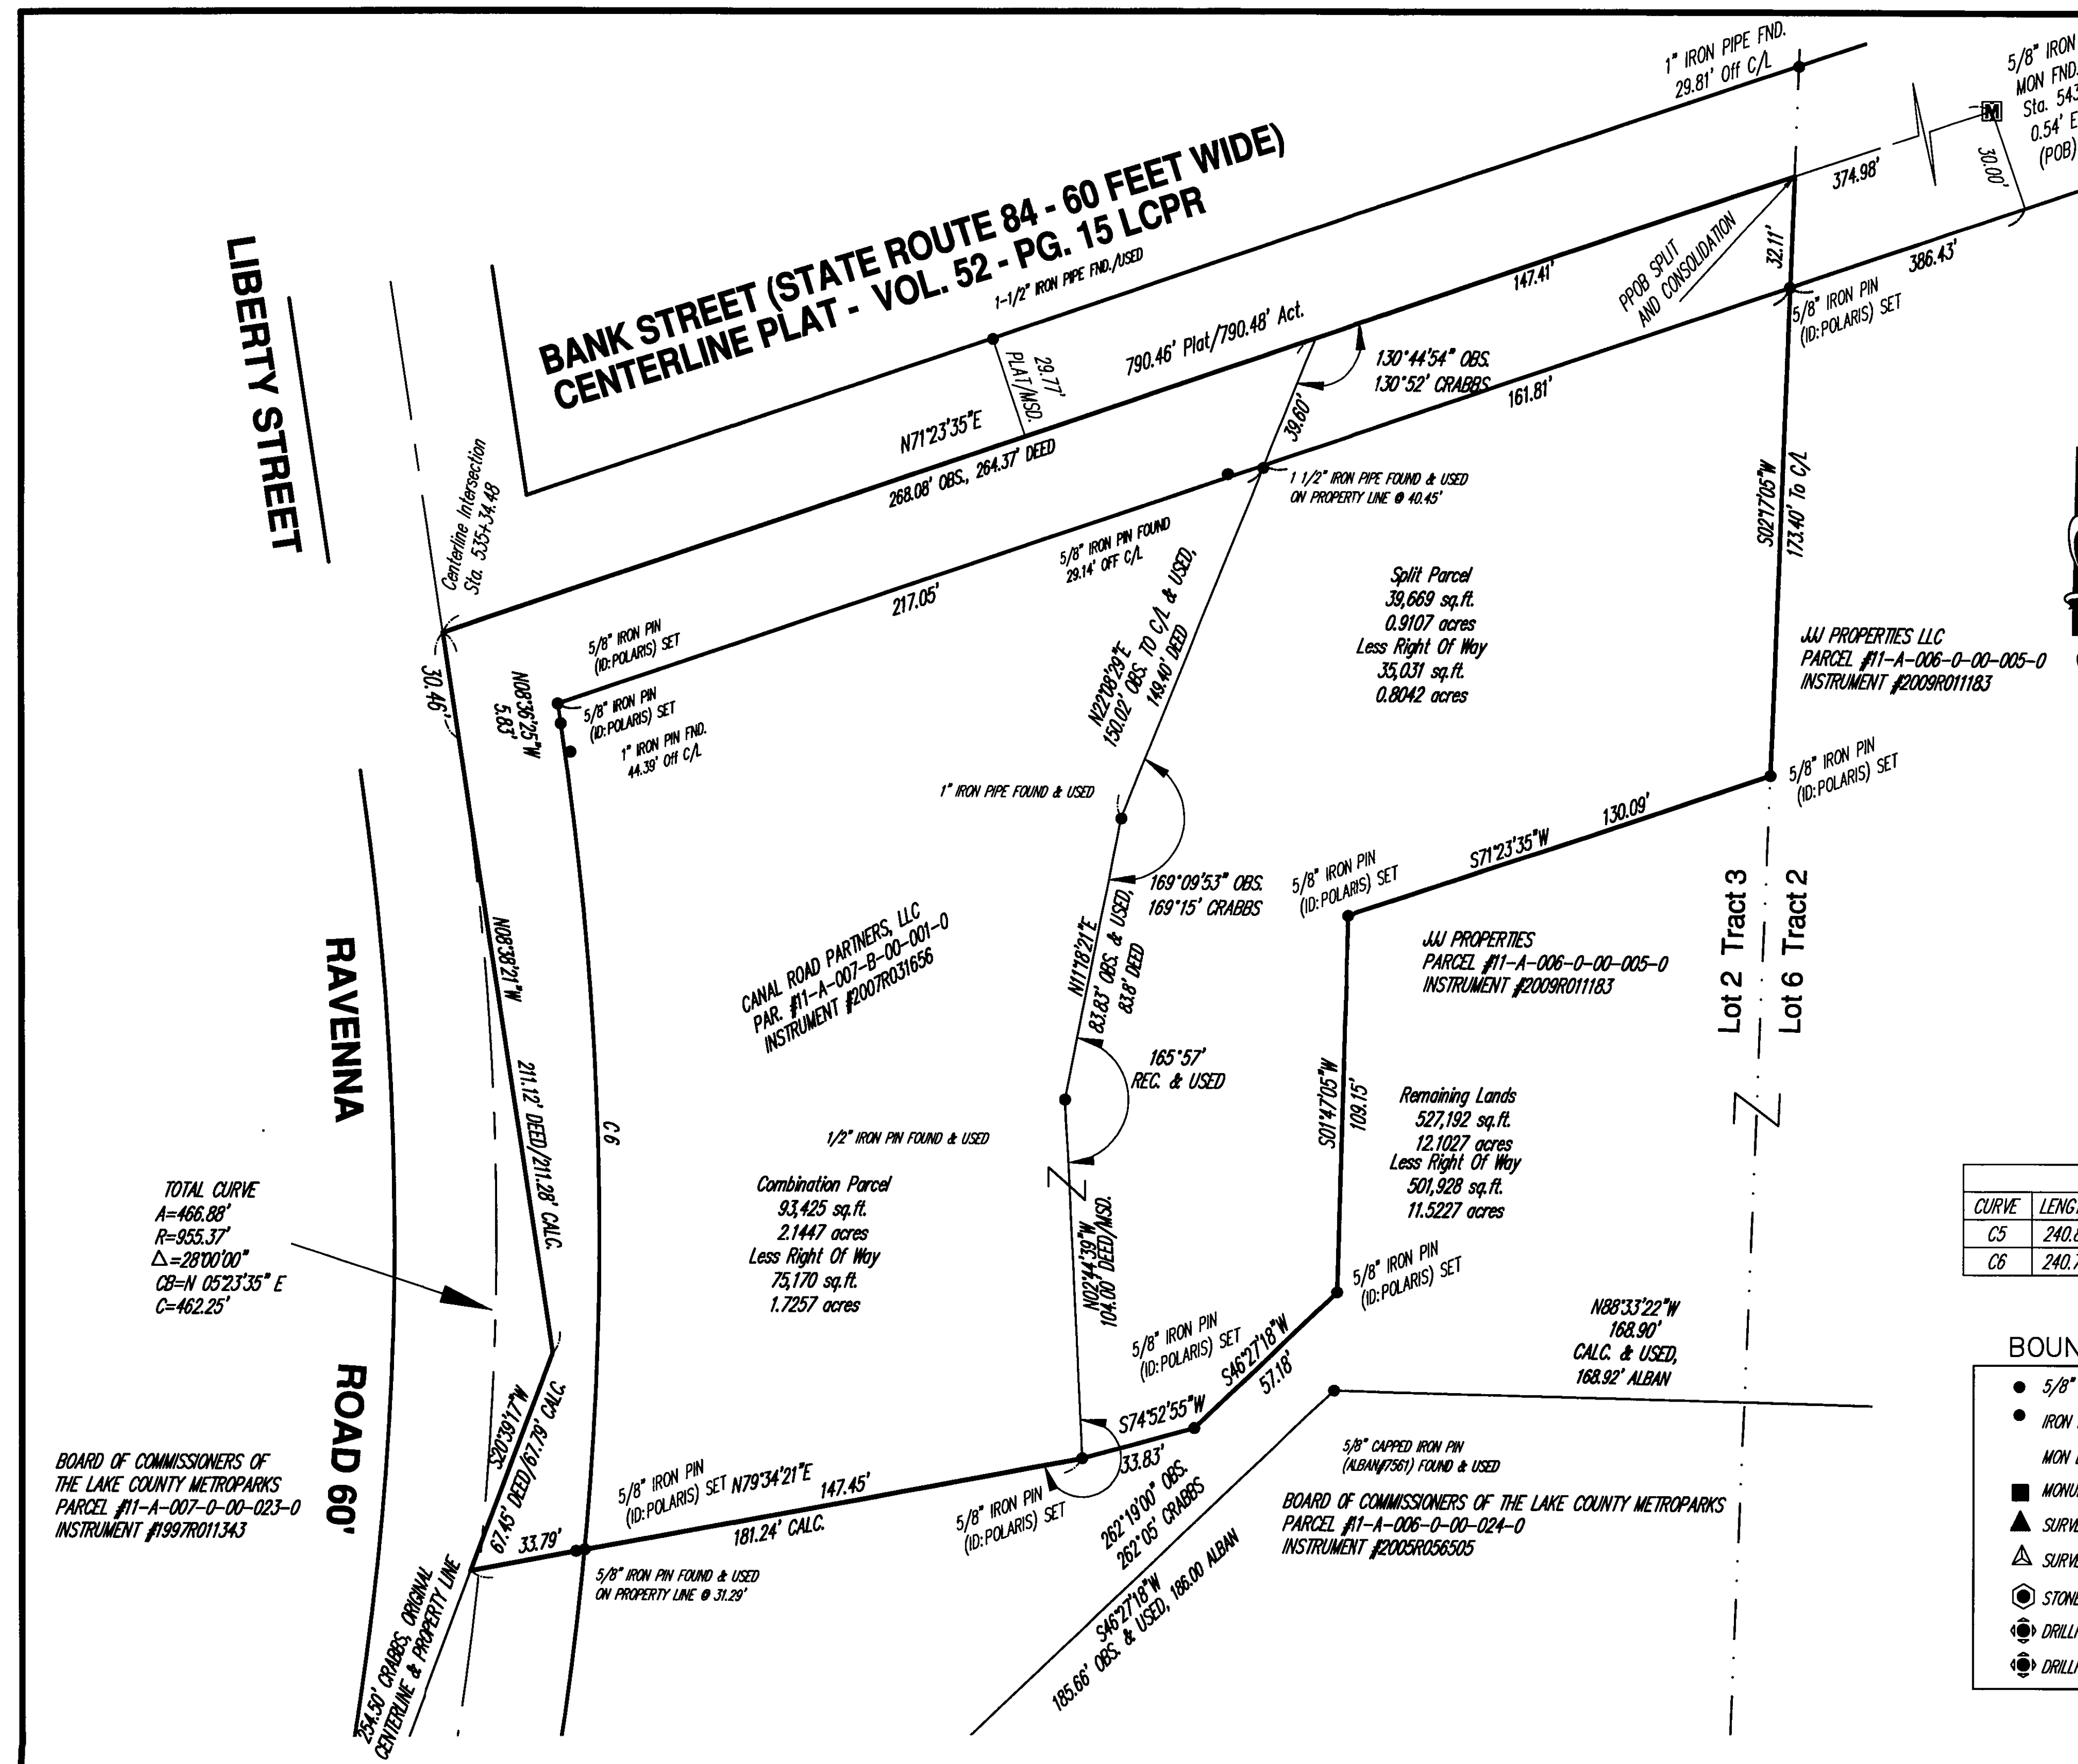 1" IRON PIPE FND.
29.81' Off C/L
5/8" IRON
MON FND.
Sta. 543
0.54' E
(POB)
30.00'
M
374.98'
BANK STREET (STATE ROUTE 84 - 60 FEET WIDE)
CENTERLINE PLAT - VOL. 52 - PG. 15 LCPR
1-1/2" IRON PIPE FND./USED
LIBERTY STREET
PPOB SPLIT
AND CONSOLIDATION
32.11'
386.43'
147.41'
5/8" IRON PIN
(ID:POLARIS) SET
790.46' Plat/790.48' Act.
29.77'
PLAT/MSD.
130°44'54" OBS.
130°52' CRABBS
161.81'
39.60'
N71°23'35"E
268.08' OBS., 264.37' DEED
Centerline Intersection
Sta. 535+34.48
1 1/2" IRON PIPE FOUND & USED
ON PROPERTY LINE @ 40.45'
S02°17'05"W
173.40' To C/L
5/8" IRON PIN FOUND
29.14' OFF C/L
217.05'
5/8" IRON PIN
(ID:POLARIS) SET
30.46'
N08°36'25"W
5.83'
5/8" IRON PIN
(ID:POLARIS) SET
1" IRON PIN FND.
44.39' Off C/L
N22°08'29"E
150.02' OBS. TO C/L & USED,
149.40' DEED
Split Parcel
39,669 sq.ft.
0.9107 acres
Less Right Of Way
35,031 sq.ft.
0.8042 acres
JJJ PROPERTIES LLC
PARCEL #11-A-006-0-00-005-0
INSTRUMENT #2009R011183
1" IRON PIPE FOUND & USED
5/8" IRON PIN
(ID:POLARIS) SET
130.09'
S71°23'35"W
5/8" IRON PIN
(ID:POLARIS) SET
169°09'53" OBS.
169°15' CRABBS
Lot 2 Tract 3
Lot 6 Tract 2
N08°38'21"W
211.12' DEED/211.28' CALC.
RAVENNA
ROAD 60'
CANAL ROAD PARTNERS, LLC
PAR. #11-A-007-B-00-001-0
INSTRUMENT #2007R031656
N11°18'21"E
83.83' OBS. & USED,
83.8' DEED
JJJ PROPERTIES
PARCEL #11-A-006-0-00-005-0
INSTRUMENT #2009R011183
165°57'
REC. & USED
C6
1/2" IRON PIN FOUND & USED
S01°47'05"W
109.15'
Remaining Lands
527,192 sq.ft.
12.1027 acres
Less Right Of Way
501,928 sq.ft.
11.5227 acres
TOTAL CURVE
A=466.88'
R=955.37'
△=28°00'00"
CB=N 05°23'35" E
C=462.25'
Combination Parcel
93,425 sq.ft.
2.1447 acres
Less Right Of Way
75,170 sq.ft.
1.7257 acres
N02°44'39"W
104.00' DEED/MSD.
CURVE LENG
C5 240.8
C6 240.7
5/8" IRON PIN
(ID:POLARIS) SET
5/8" IRON PIN
(ID:POLARIS) SET
S46°27'18"W
57.18'
N88°33'22"W
168.90'
CALC. & USED,
168.92' ALBAN
S74°52'55"W
33.83'
S20°39'17"W
67.45' DEED/67.79' CALC.
BOARD OF COMMISSIONERS OF
THE LAKE COUNTY METROPARKS
PARCEL #11-A-007-0-00-023-0
INSTRUMENT #1997R011343
5/8" IRON PIN
(ID:POLARIS) SET
N79°34'21"E
147.45'
33.79'
181.24' CALC.
5/8" IRON PIN
(ID:POLARIS) SET
5/8" CAPPED IRON PIN
(ALBAN#7561) FOUND & USED
262°19'00" OBS.
262°05' CRABBS
BOARD OF COMMISSIONERS OF THE LAKE COUNTY METROPARKS
PARCEL #11-A-006-0-00-024-0
INSTRUMENT #2005R056505
5/8" IRON PIN FOUND & USED
ON PROPERTY LINE @ 31.29'
254.50' CRABBS, ORIGINAL
CENTERLINE & PROPERTY LINE
S46°27'18"W
185.66' OBS. & USED, 186.00 ALBAN
BOUN
5/8"
IRON
MON
MONU
SURVE
SURVE
STONE
DRILL
DRILL